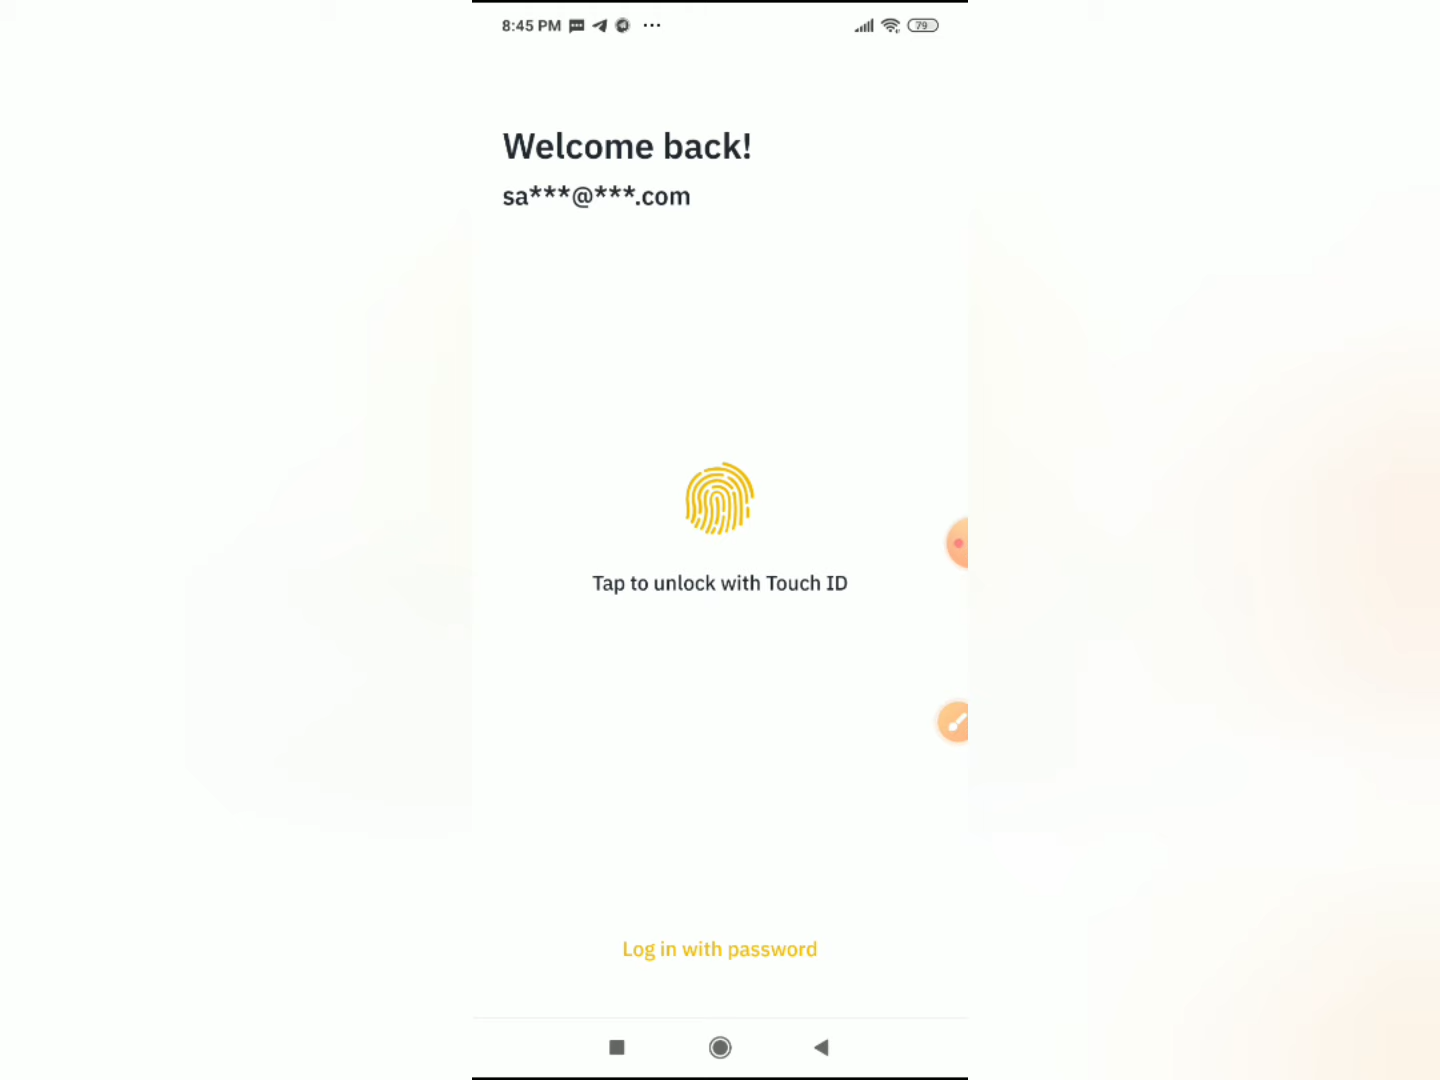 8:45 PM ... 79
Welcome back!
sa***@***.com
Tap to unlock with Touch ID
Log in with password